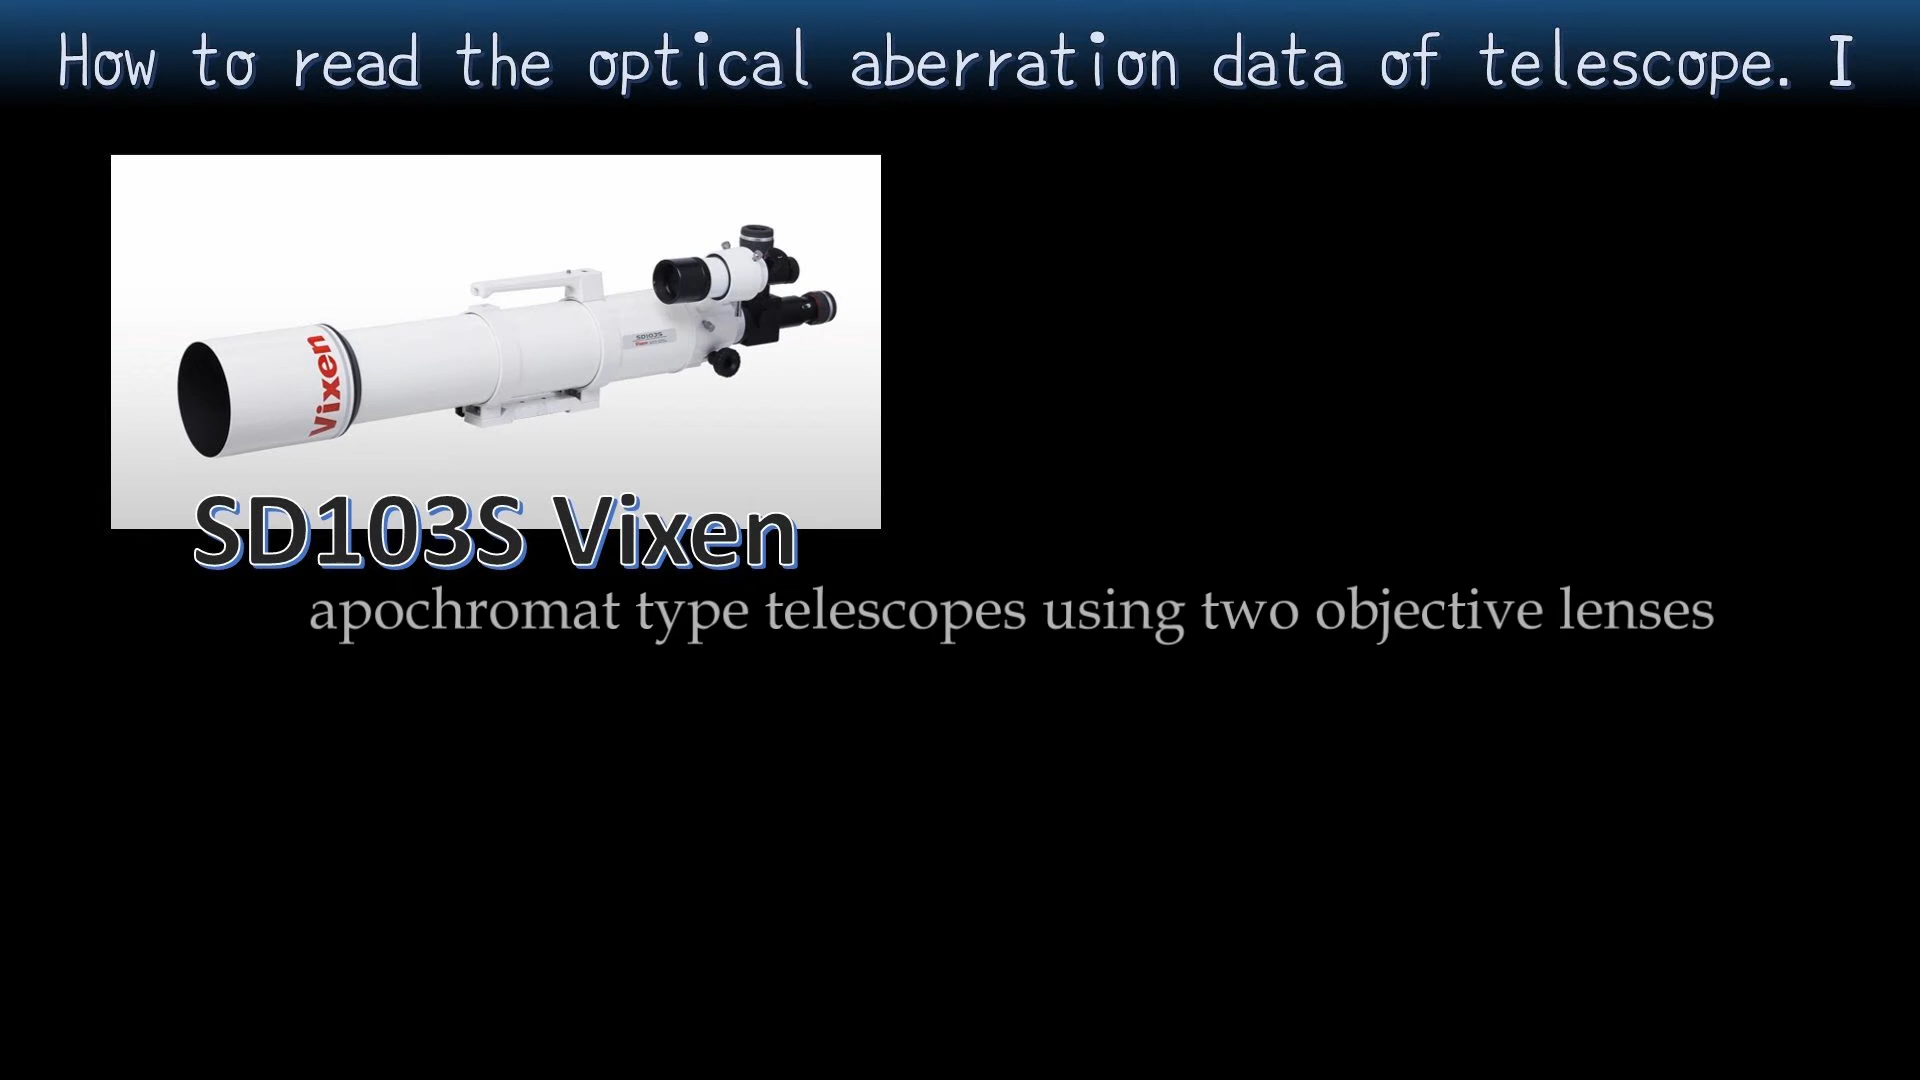 How to read the optical aberration data of telescope. I
SD103S
Vixen
SD103S Vixen
apochromat type telescopes using two objective lenses